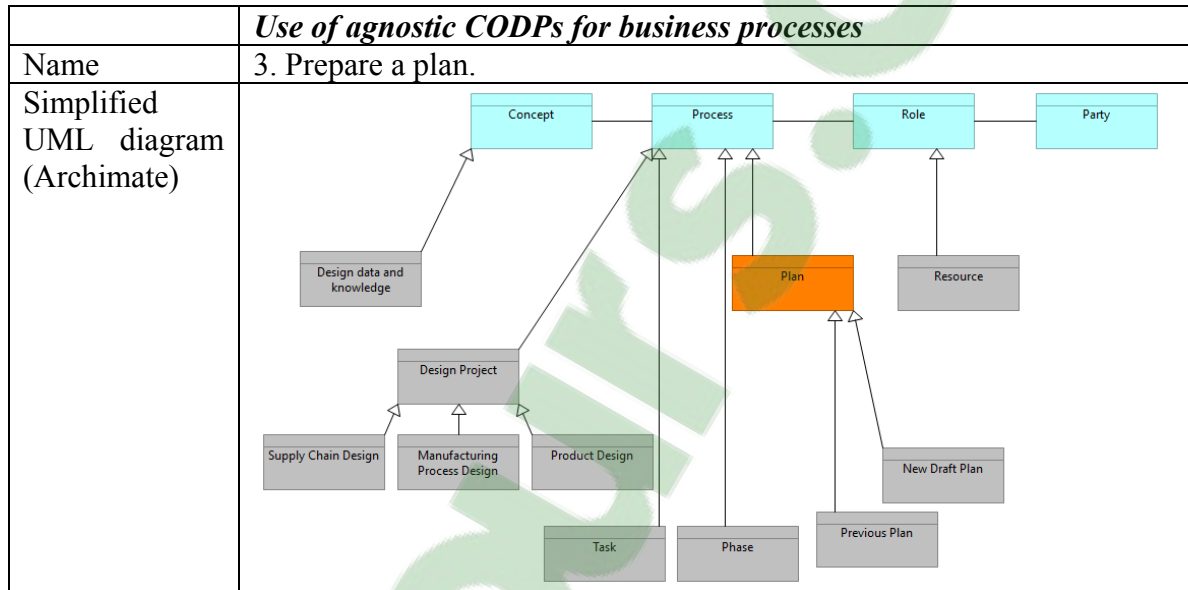 Use of agnostic CODPs for business processes
Name
3. Prepare a plan.
Simplified
UML diagram
(Archimate)
Concept
Process
Role
Party
Design data and
knowledge
Plan
Resource
Design Project
Supply Chain Design
Manufacturing
Process Design
Product Design
New Draft Plan
Previous Plan
Task
Phase